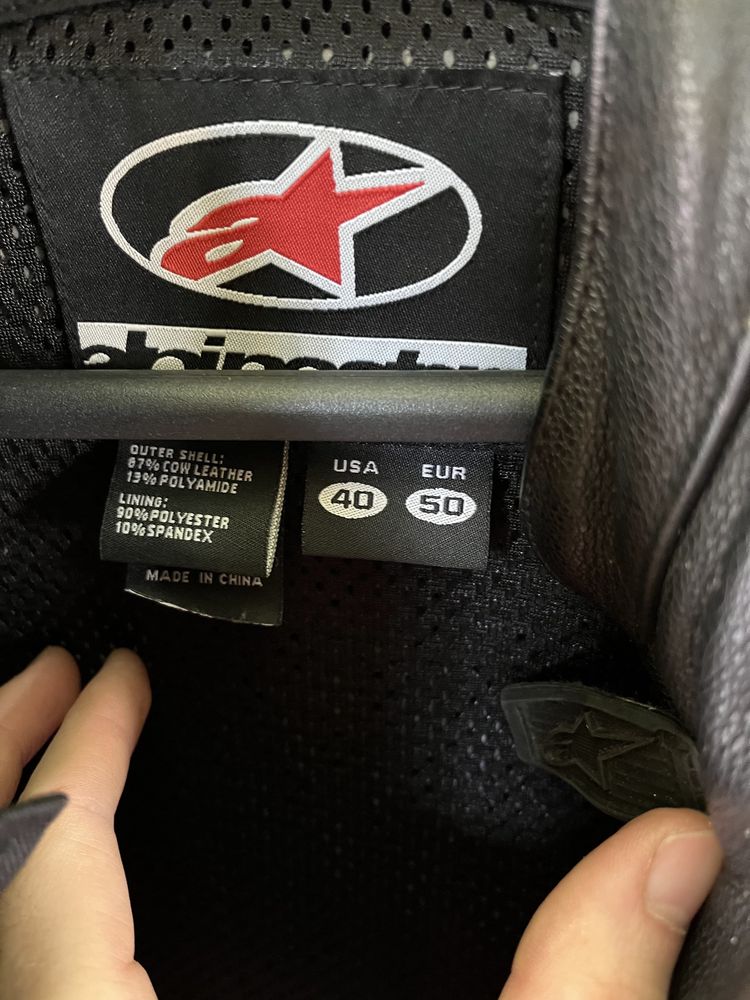 alpinestars
OUTER SHELL:
87% COW LEATHER
13% POLYAMIDE
LINING:
90% POLYESTER
10% SPANDEX
MADE IN CHINA
USA EUR
40 50